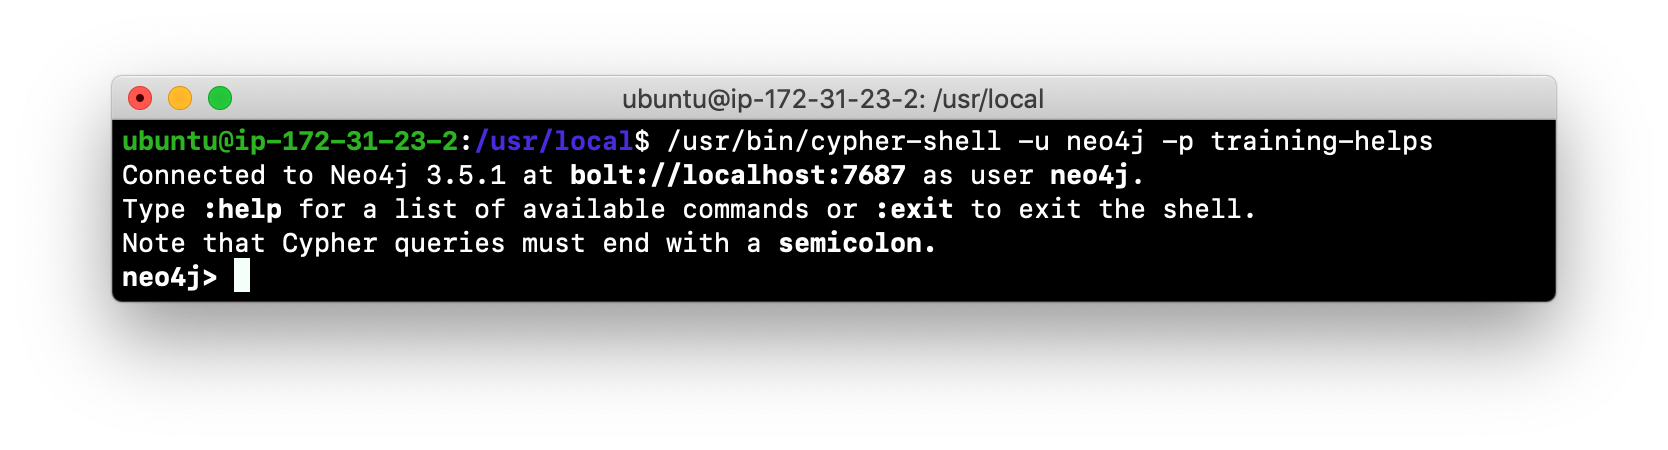 ubuntu@ip-172-31-23-2: /usr/local
ubuntu@ip-172-31-23-2:/usr/local$ /usr/bin/cypher-shell -u neo4j -p training-helps
Connected to Neo4j 3.5.1 at bolt://localhost:7687 as user neo4j.
Type :help for a list of available commands or :exit to exit the shell.
Note that Cypher queries must end with a semicolon.
neo4j>